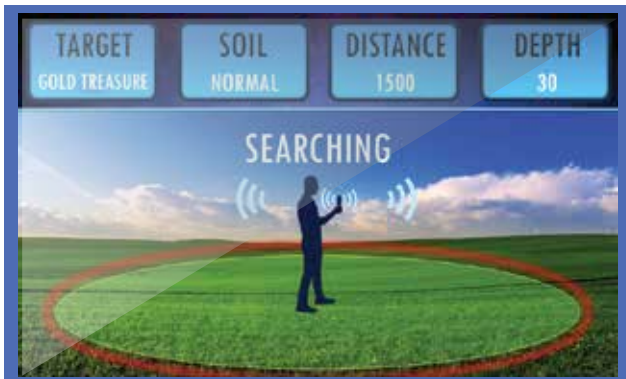 TARGET
GOLD TREASURE
SOIL
NORMAL
DISTANCE
1500
DEPTH
30
SEARCHING